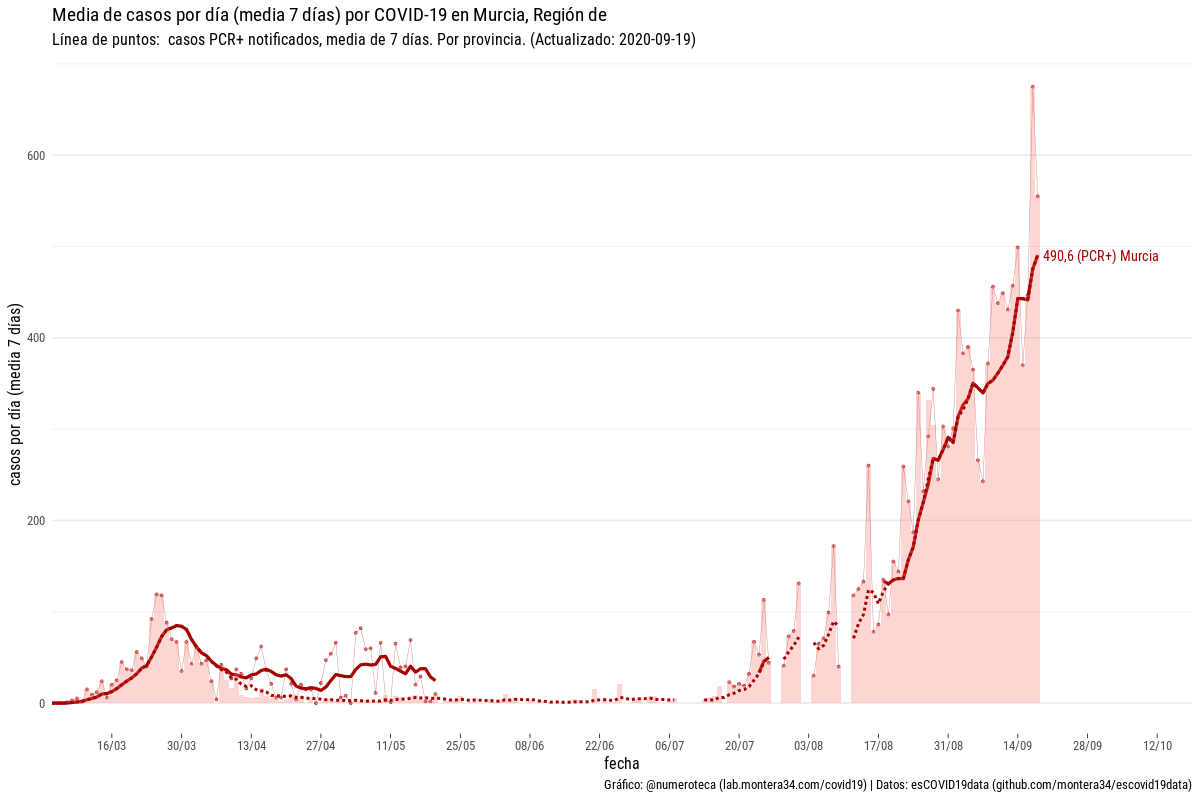 Media de casos por día (media 7 días) por COVID-19 en Murcia, Región de
Línea de puntos:  casos PCR+ notificados, media de 7 días. Por provincia. (Actualizado: 2020-09-19)
casos por día (media 7 días)
600
400
200
0
490,6 (PCR+) Murcia
16/03 30/03 13/04 27/04 11/05 25/05 08/06 22/06 06/07 20/07 03/08 17/08 31/08 14/09 28/09 12/10
fecha
Gráfico: @numeroteca (lab.montera34.com/covid19) | Datos: esCOVID19data (github.com/montera34/escovid19data)